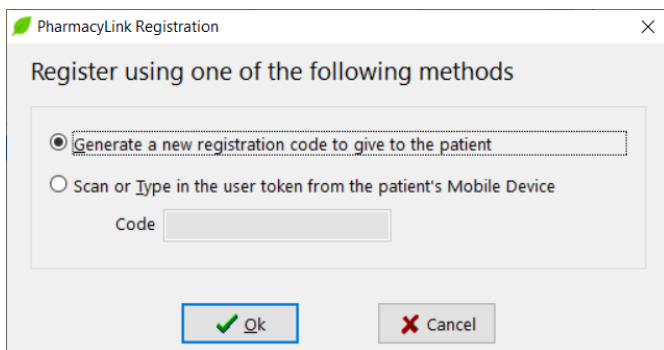 PharmacyLink Registration
Register using one of the following methods
Generate a new registration code to give to the patient
Scan or Type in the user token from the patient's Mobile Device
Code
Ok
Cancel